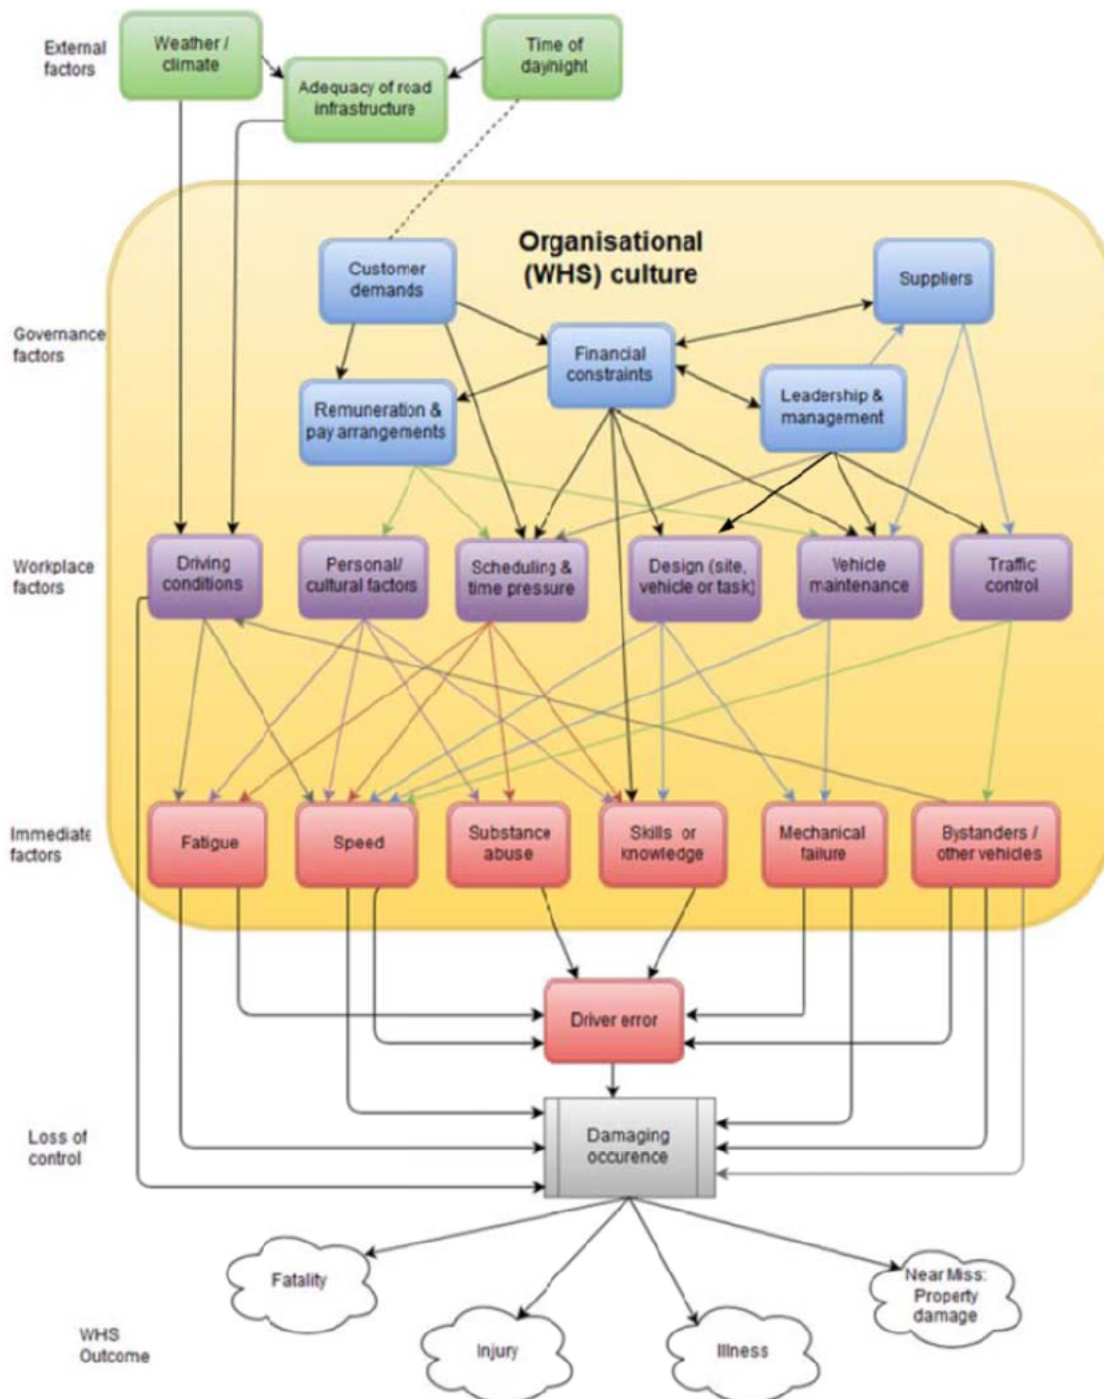 External
factors
Weather /
climate
Time of
day/night
Adequacy of road
infrastructure
Organisational
(WHS) culture
Customer
demands
Suppliers
Governance
factors
Financial
constraints
Remuneration &
pay arrangements
Leadership &
management
Workplace
factors
Driving
conditions
Personal/
cultural factors
Scheduling &
time pressure
Design (site,
vehicle or task)
Vehicle
maintenance
Traffic
control
Immediate
factors
Fatigue
Speed
Substance
abuse
Skills or
knowledge
Mechanical
failure
Bystanders /
other vehicles
Driver error
Loss of
control
Damaging
occurence
Fatality
Near Miss:
Property
damage
WHS
Outcome
Injury
Illness